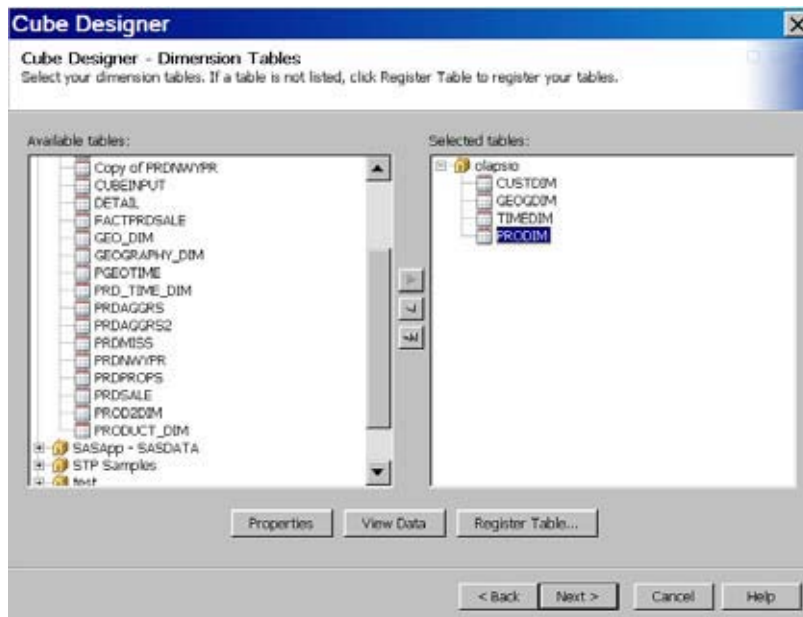 Cube Designer
Cube Designer - Dimension Tables
Select your dimension tables. If a table is not listed, click Register Table to register your tables.
Available tables:
Copy of PRDNWYPR
CUBEINPUT
DETAIL
FACTPRDSALE
GEO_DIM
GEOGRAPHY_DIM
PGEOTIME
PRD_TIME_DIM
PRDAGGRS
PRDAGGRS2
PRDMISS
PRDNWYPR
PRDPROPS
PRDSALE
PROD2DIM
PRODUCT_DIM
SASApp - SASDATA
STP Samples
test
Selected tables:
olapsio
CUSTDIM
GEOGDIM
TIMEDIM
PRODIM
Properties
View Data
Register Table...
< Back
Next >
Cancel
Help